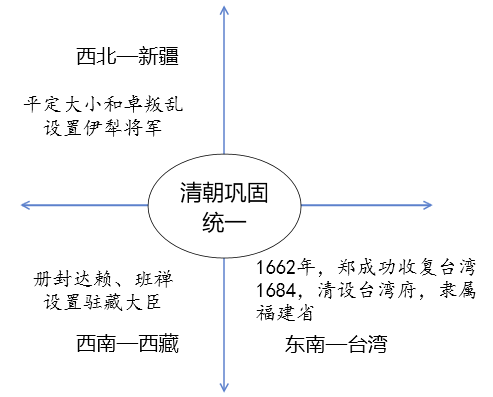 西北—新疆
平定大小和卓叛乱
设置伊犁将军
清朝巩固
统一
册封达赖、班禅
设置驻藏大臣
西南—西藏
1662年，郑成功收复台湾
1684，清设台湾府，隶属
福建省
东南—台湾